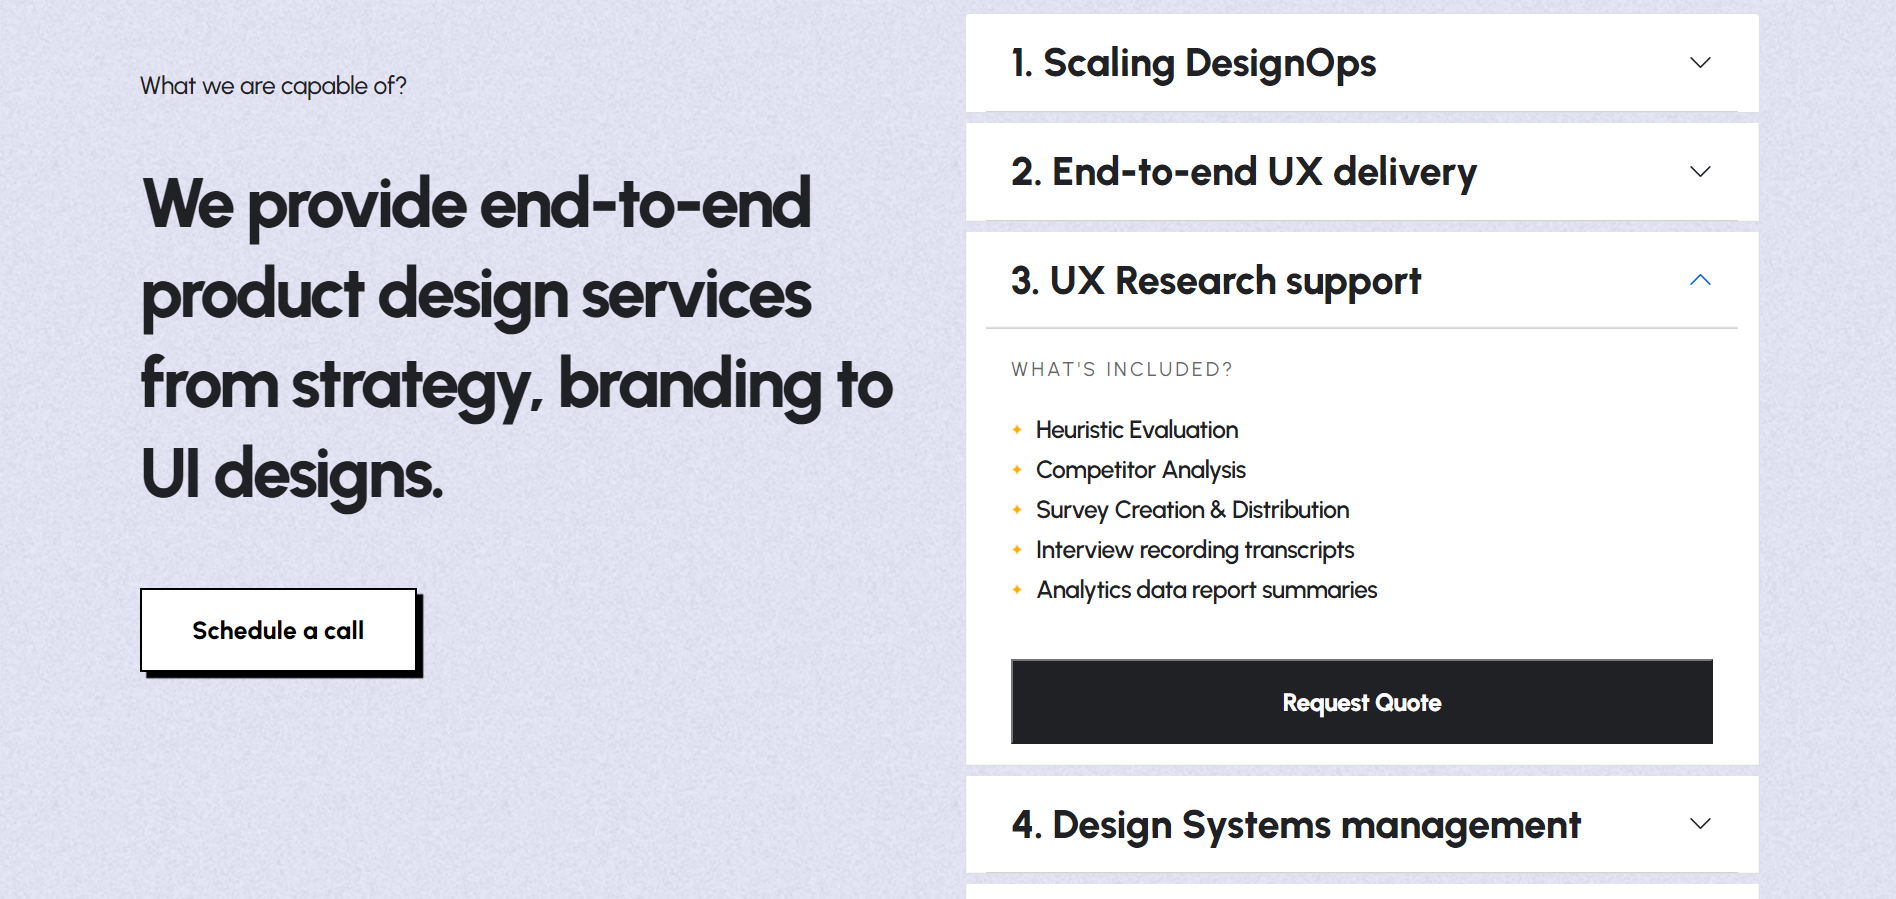 What we are capable of?
We provide end-to-end
product design services
from strategy, branding to
UI designs.
Schedule a call
1. Scaling DesignOps
2. End-to-end UX delivery
3. UX Research support
WHAT'S INCLUDED?
Heuristic Evaluation
Competitor Analysis
Survey Creation & Distribution
Interview recording transcripts
Analytics data report summaries
Request Quote
4. Design Systems management